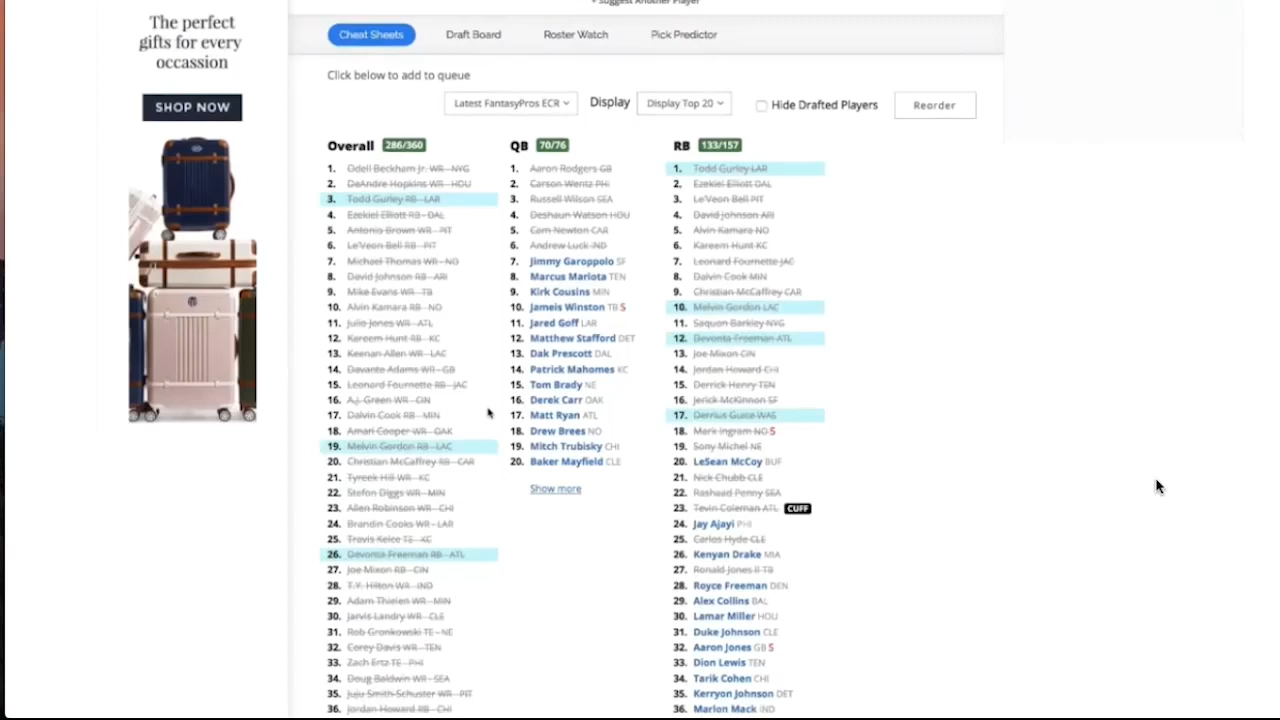 + Suggest Another Player
The perfect
gifts for every
occassion
SHOP NOW
Cheat Sheets
Draft Board
Roster Watch
Pick Predictor
Click below to add to queue
Latest FantasyPros ECR
Display
Display Top 20
Hide Drafted Players
Reorder
Overall 286/360
1. Odell Beckham Jr. WR - NYG
2. DeAndre Hopkins WR - HOU
3. Todd Gurley RB - LAR
4. Ezekiel Elliott RB - DAL
5. Antonio Brown WR - PIT
6. Le'Veon Bell RB - PIT
7. Michael Thomas WR - NO
8. David Johnson RB - ARI
9. Mike Evans WR - TB
10. Alvin Kamara RB - NO
11. Julio Jones WR - ATL
12. Kareem Hunt RB - KC
13. Keenan Allen WR - LAC
14. Davante Adams WR - GB
15. Leonard Fournette RB - JAC
16. A.J. Green WR - CIN
17. Dalvin Cook RB - MIN
18. Amari Cooper WR - OAK
19. Melvin Gordon RB - LAC
20. Christian McCaffrey RB - CAR
21. Tyreek Hill WR - KC
22. Stefon Diggs WR - MIN
23. Allen Robinson WR - CHI
24. Brandin Cooks WR - LAR
25. Travis Kelce TE - KC
26. Devonta Freeman RB - ATL
27. Joe Mixon RB - CIN
28. T.Y. Hilton WR - IND
29. Adam Thielen WR - MIN
30. Jarvis Landry WR - CLE
31. Rob Gronkowski TE - NE
32. Corey Davis WR - TEN
33. Zach Ertz TE - PHI
34. Doug Baldwin WR - SEA
35. Juju Smith-Schuster WR - PIT
36. Jordan Howard RB - CHI
QB 70/76
1. Aaron Rodgers GB
2. Carson Wentz PHI
3. Russell Wilson SEA
4. Deshaun Watson HOU
5. Cam Newton CAR
6. Andrew Luck IND
7. Jimmy Garoppolo SF
8. Marcus Mariota TEN
9. Kirk Cousins MIN
10. Jameis Winston TB S
11. Jared Goff LAR
12. Matthew Stafford DET
13. Dak Prescott DAL
14. Patrick Mahomes KC
15. Tom Brady NE
16. Derek Carr OAK
17. Matt Ryan ATL
18. Drew Brees NO
19. Mitch Trubisky CHI
20. Baker Mayfield CLE
Show more
RB 133/157
1. Todd Gurley LAR
2. Ezekiel Elliott DAL
3. Le'Veon Bell PIT
4. David Johnson ARI
5. Alvin Kamara NO
6. Kareem Hunt KC
7. Leonard Fournette JAC
8. Dalvin Cook MIN
9. Christian McCaffrey CAR
10. Melvin Gordon LAC
11. Saquon Barkley NYG
12. Devonta Freeman ATL
13. Joe Mixon CIN
14. Jordan Howard CHI
15. Derrick Henry TEN
16. Jerick McKinnon SF
17. Derrius Guice WAS
18. Mark Ingram NO S
19. Sony Michel NE
20. LeSean McCoy BUF
21. Nick Chubb CLE
22. Rashaad Penny SEA
23. Tevin Coleman ATL CUFF
24. Jay Ajayi PHI
25. Carlos Hyde CLE
26. Kenyan Drake MIA
27. Ronald Jones II TB
28. Royce Freeman DEN
29. Alex Collins BAL
30. Lamar Miller HOU
31. Duke Johnson CLE
32. Aaron Jones GB S
33. Dion Lewis TEN
34. Tarik Cohen CHI
35. Kerryon Johnson DET
36. Marlon Mack IND